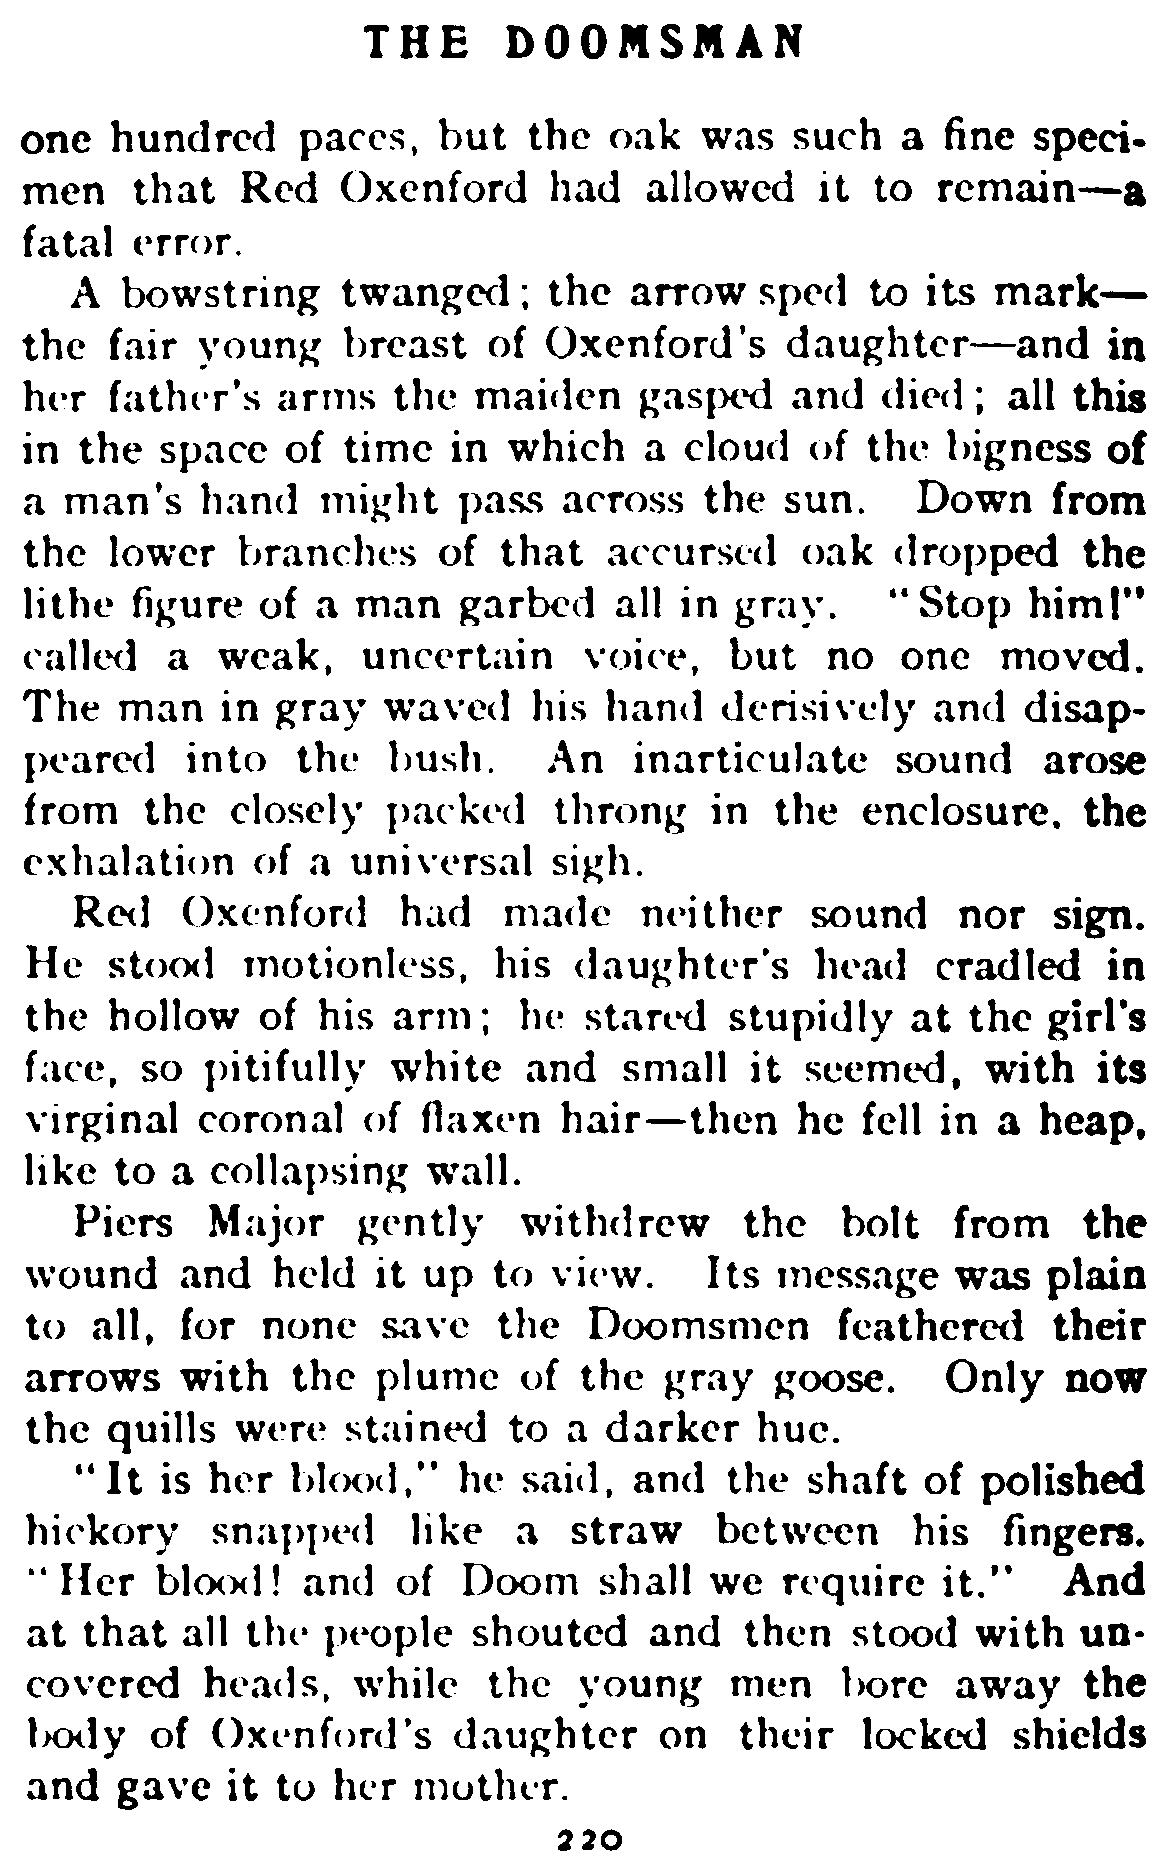 THE DOOMSMAN
one hundred paces, but the oak was such a fine speci-
men that Red Oxenford had allowed it to remain—a
fatal error.
A bowstring twanged; the arrow sped to its mark—
the fair young breast of Oxenford's daughter—and in
her father's arms the maiden gasped and died; all this
in the space of time in which a cloud of the bigness of
a man's hand might pass across the sun. Down from
the lower branches of that accursed oak dropped the
lithe figure of a man garbed all in gray. "Stop him!"
called a weak, uncertain voice, but no one moved.
The man in gray waved his hand derisively and disap-
peared into the bush. An inarticulate sound arose
from the closely packed throng in the enclosure, the
exhalation of a universal sigh.
Red Oxenford had made neither sound nor sign.
He stood motionless, his daughter's head cradled in
the hollow of his arm; he stared stupidly at the girl's
face, so pitifully white and small it seemed, with its
virginal coronal of flaxen hair—then he fell in a heap,
like to a collapsing wall.
Piers Major gently withdrew the bolt from the
wound and held it up to view. Its message was plain
to all, for none save the Doomsmen feathered their
arrows with the plume of the gray goose. Only now
the quills were stained to a darker hue.
"It is her blood," he said, and the shaft of polished
hickory snapped like a straw between his fingers.
"Her blood! and of Doom shall we require it." And
at that all the people shouted and then stood with un-
covered heads, while the young men bore away the
body of Oxenford's daughter on their locked shields
and gave it to her mother.
220